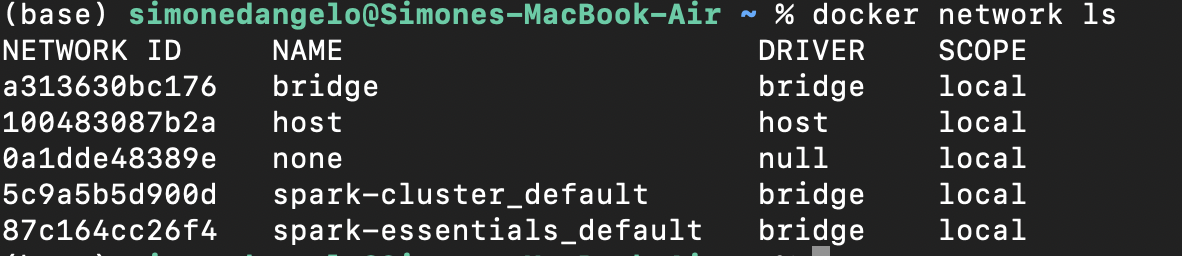 (base) simonedangelo@Simones-MacBook-Air ~ % docker network ls
NETWORK ID NAME DRIVER SCOPE
a313630bc176 bridge bridge local
100483087b2a host host local
0a1dde48389e none null local
5c9a5b5d900d spark-cluster_default bridge local
87c164cc26f4 spark-essentials_default bridge local